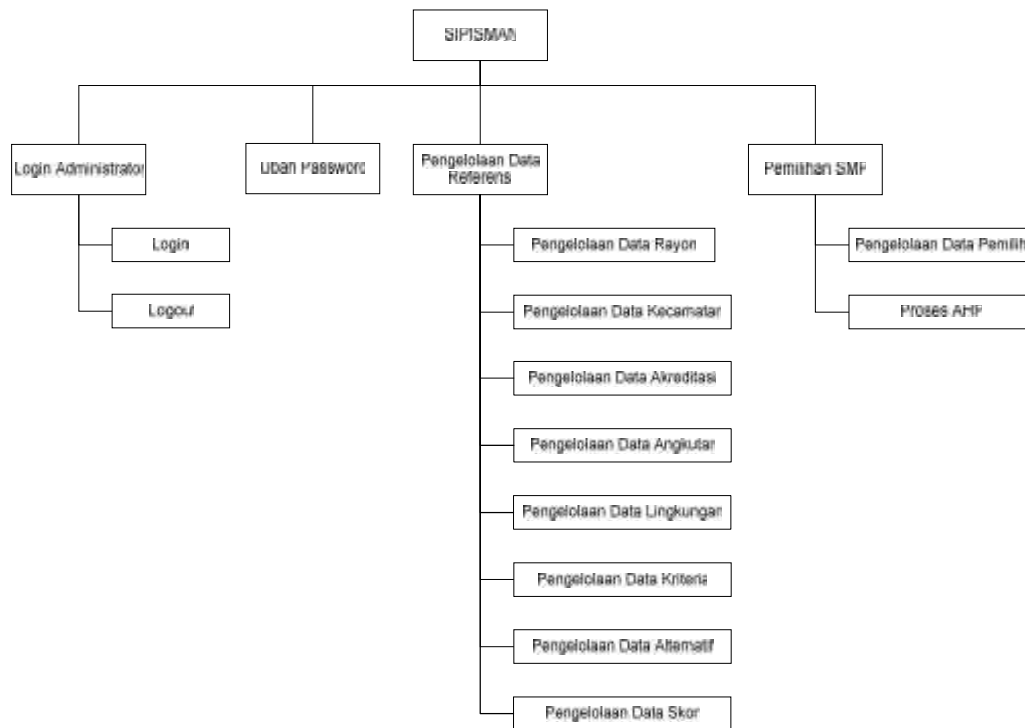 SIPISMAN
Login Administrator
Ubah Password
Pengelolaan Data
Referensi
Pemilihan SMP
Login
Logout
Pengelolaan Data Rayon
Pengelolaan Data Kecamatan
Pengelolaan Data Akreditasi
Pengelolaan Data Angkutan
Pengelolaan Data Lingkungan
Pengelolaan Data Kriteria
Pengelolaan Data Alternatif
Pengelolaan Data Skor
Pengelolaan Data Pemilih
Proses AHP